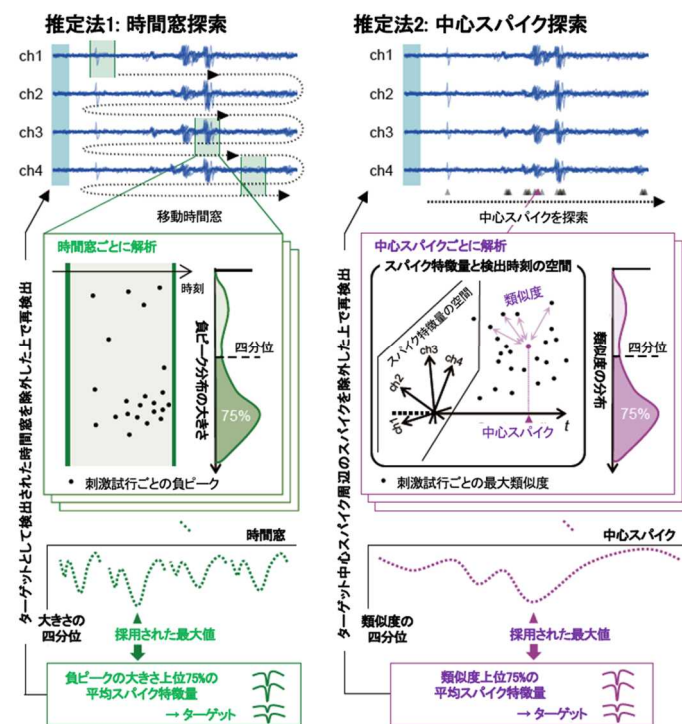 推定法1: 時間窓探索
ch1
ch2
ch3
ch4
移動時間窓
ターゲットとして検出された時間窓を除外した上で再検出
時間窓ごとに解析
時刻
負ピーク分布の大きさ
四分位
75%
刺激試行ごとの負ピーク
時間窓
大きさの
四分位
採用された最大値
負ピークの大きさ上位75%の
平均スパイク特徴量
→ ターゲット
推定法2: 中心スパイク探索
ch1
ch2
ch3
ch4
中心スパイクを探索
ターゲット中心スパイク周辺のスパイクを除外した上で再検出
中心スパイクごとに解析
スパイク特徴量と検出時刻の空間
スパイク特徴量の空間
類似度
ch3
ch4
ch2
ch1
中心スパイク
t
類似度の分布
四分位
75%
刺激試行ごとの最大類似度
中心スパイク
類似度の
四分位
採用された最大値
類似度上位75%の
平均スパイク特徴量
→ ターゲット